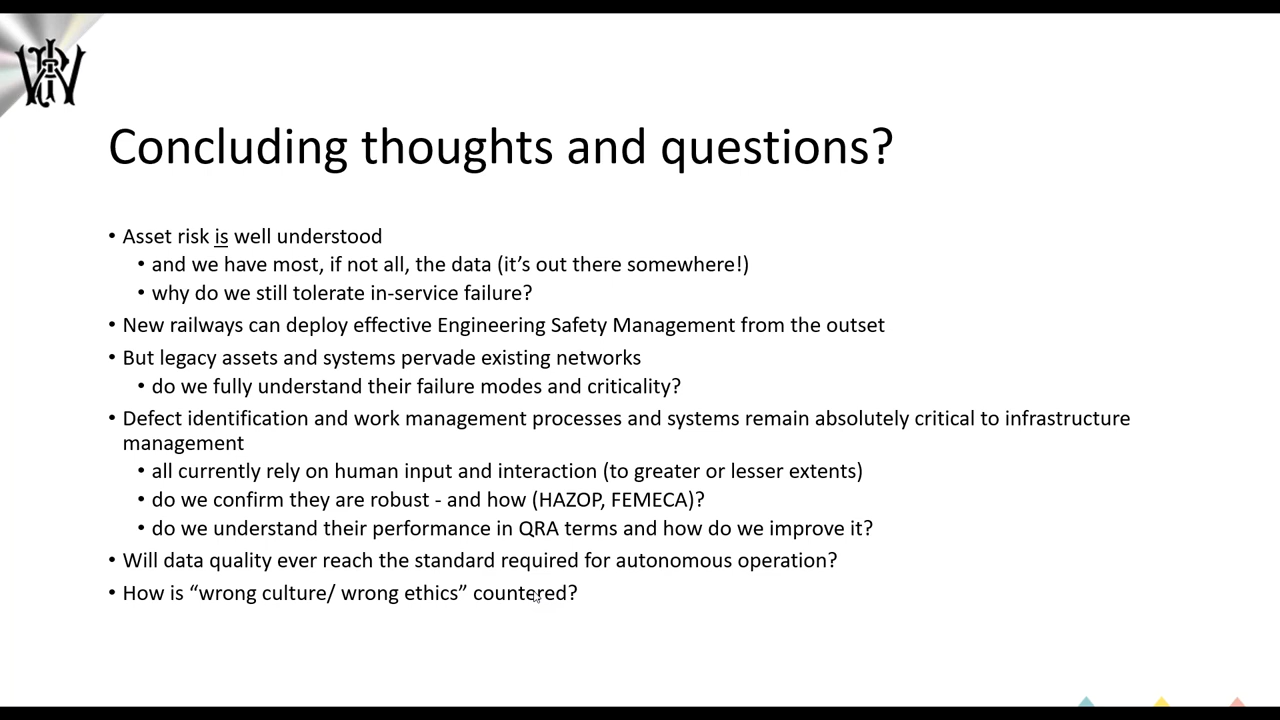 Concluding thoughts and questions?
• Asset risk is well understood
• and we have most, if not all, the data (it’s out there somewhere!)
• why do we still tolerate in-service failure?
• New railways can deploy effective Engineering Safety Management from the outset
• But legacy assets and systems pervade existing networks
• do we fully understand their failure modes and criticality?
• Defect identification and work management processes and systems remain absolutely critical to infrastructure
management
• all currently rely on human input and interaction (to greater or lesser extents)
• do we confirm they are robust - and how (HAZOP, FEMECA)?
• do we understand their performance in QRA terms and how do we improve it?
• Will data quality ever reach the standard required for autonomous operation?
• How is “wrong culture/ wrong ethics” countered?